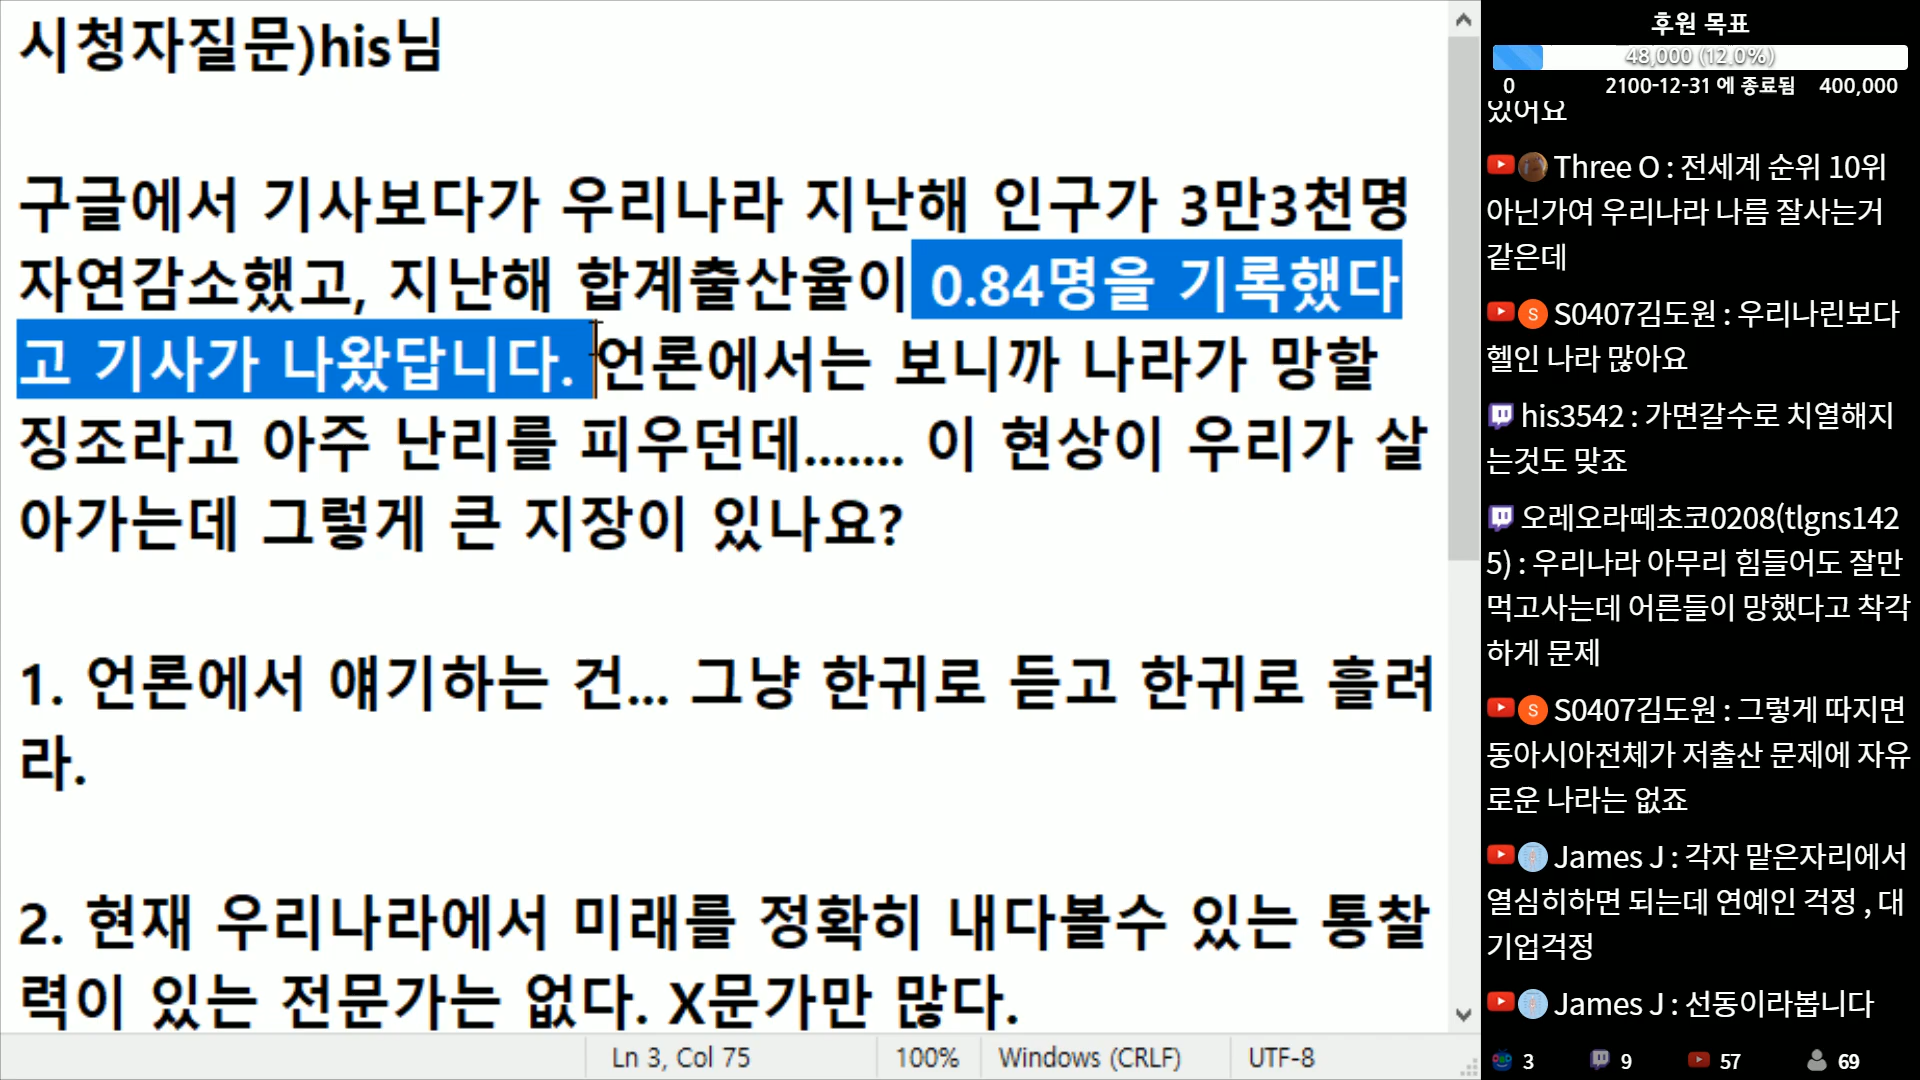 시청자질문)his님
구글에서 기사보다가 우리나라 지난해 인구가 3만3천명
자연감소했고, 지난해 합계출산율이 0.84명을 기록했다
고 기사가 나왔답니다. 언론에서는 보니까 나라가 망할
징조라고 아주 난리를 피우던데....... 이 현상이 우리가 살
아가는데 그렇게 큰 지장이 있나요?
1. 언론에서 얘기하는 건... 그냥 한귀로 듣고 한귀로 흘려
라.
2. 현재 우리나라에서 미래를 정확히 내다볼수 있는 통찰
력이 있는 전문가는 없다. X문가만 많다.
Ln 3, Col 75
100%
Windows (CRLF)
UTF-8
후원 목표
48,000 (12.0%)
0
2100-12-31 에 종료됨
400,000
있어요
Three O : 전세계 순위 10위
아닌가여 우리나라 나름 잘사는거
같은데
S S0407김도원 : 우리나린보다
헬인 나라 많아요
his3542 : 가면갈수로 치열해지
는것도 맞죠
오레오라떼초코0208(tlgns142
5) : 우리나라 아무리 힘들어도 잘만
먹고사는데 어른들이 망했다고 착각
하게 문제
S S0407김도원 : 그렇게 따지면
동아시아전체가 저출산 문제에 자유
로운 나라는 없죠
James J : 각자 맡은자리에서
열심히하면 되는데 연예인 걱정 , 대
기업걱정
James J : 선동이라봅니다
3
9
57
69